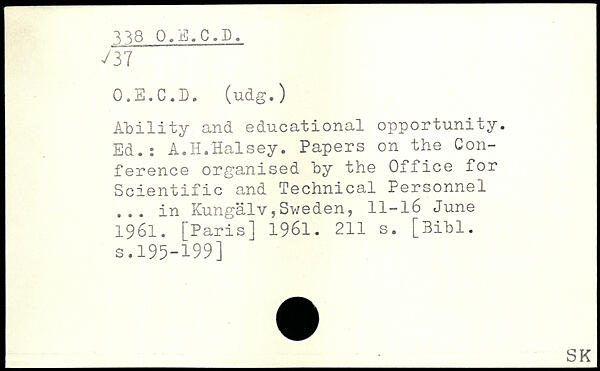 338 O.E.C.D.
√37
O.E.C.D. (udg.)
Ability and educational opportunity.
Ed.: A.H.Halsey. Papers on the Con-
ference organised by the Office for
Scientific and Technical Personnel
... in Kungälv,Sweden, 11-16 June
1961. [Paris] 1961. 211 s. [Bibl.
s.195-199]
SK